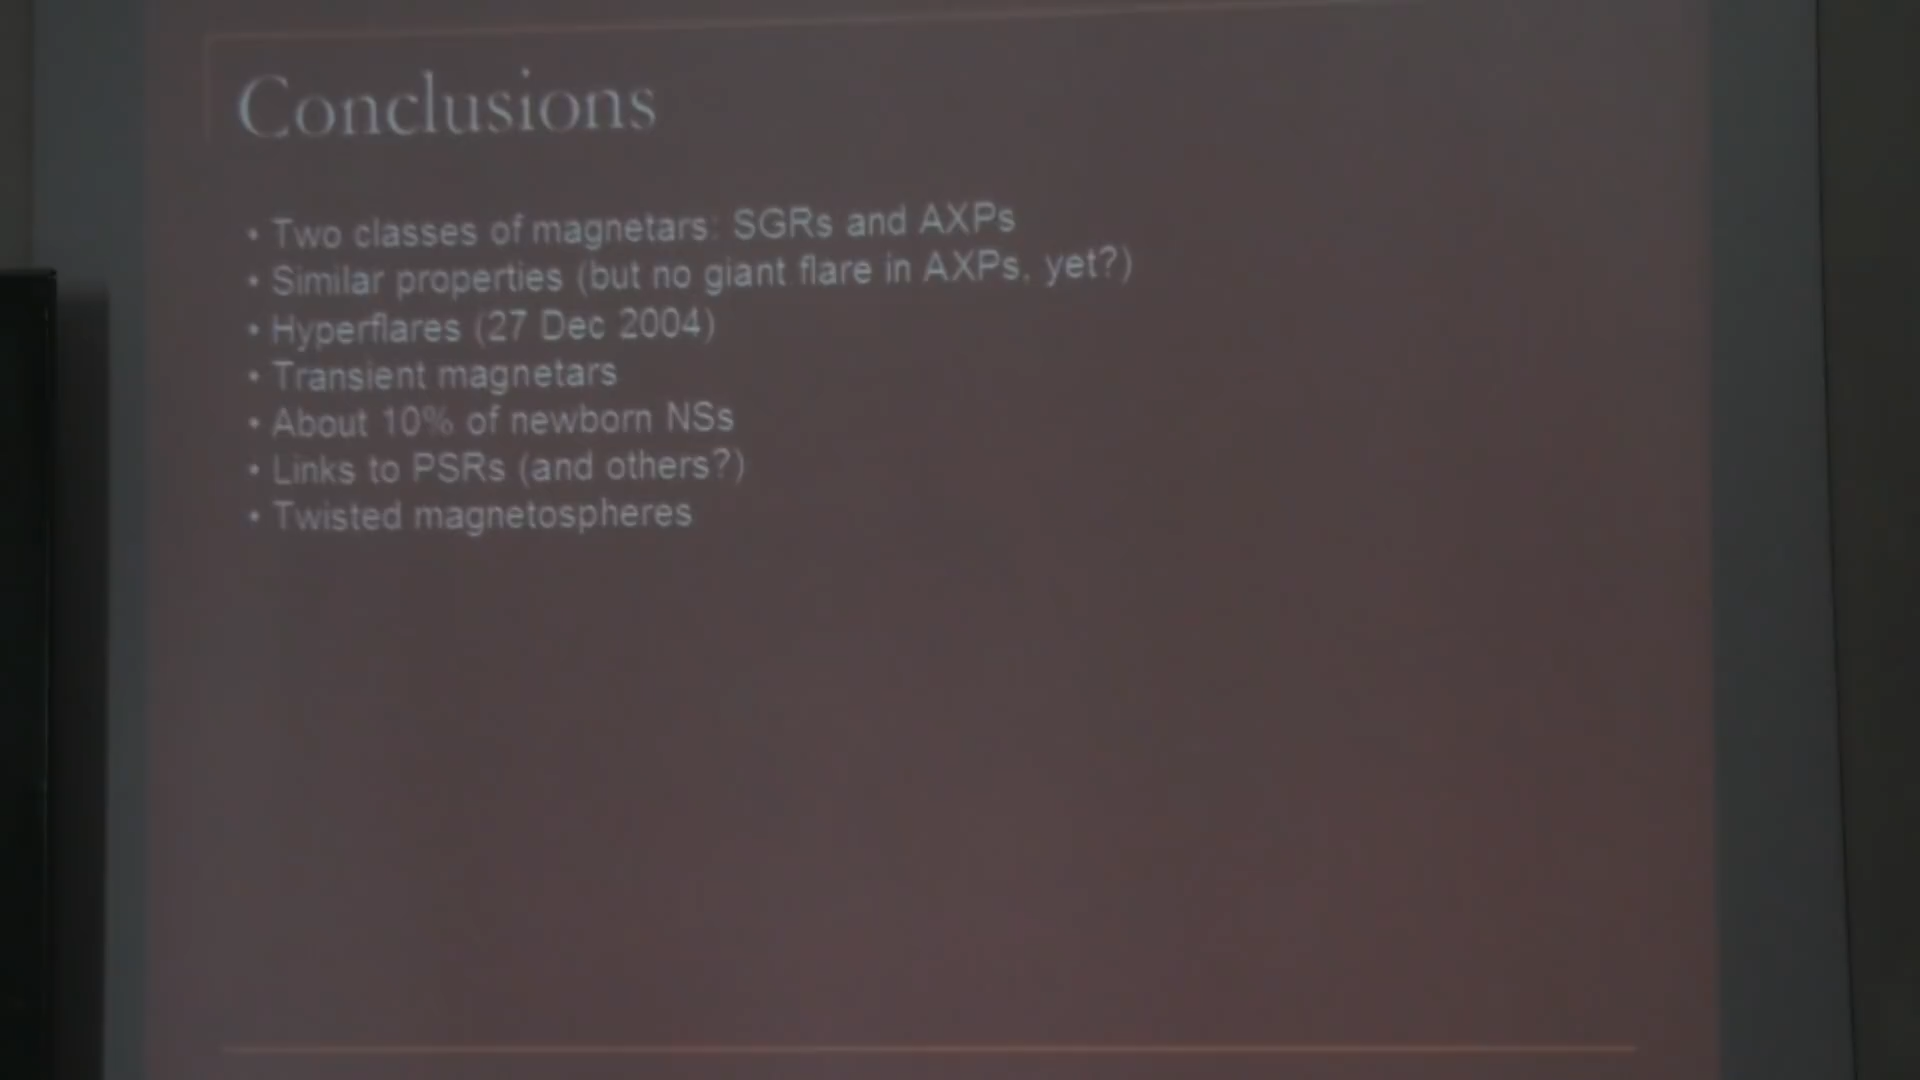 Conclusions
• Two classes of magnetars: SGRs and AXPs
• Similar properties (but no giant flare in AXPs, yet?)
• Hyperflares (27 Dec 2004)
• Transient magnetars
• About 10% of newborn NSs
• Links to PSRs (and others?)
• Twisted magnetospheres